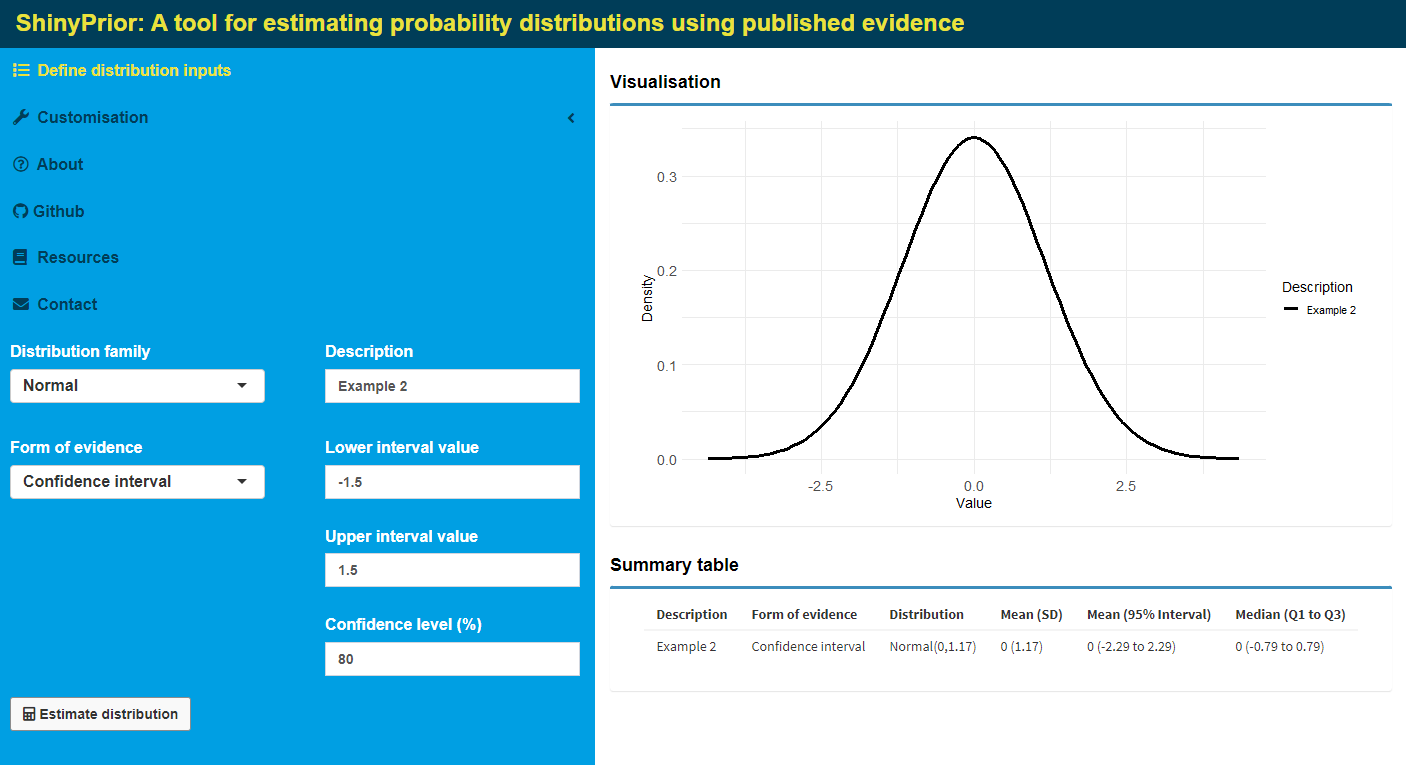 ShinyPrior: A tool for estimating probability distributions using published evidence
Define distribution inputs
Customisation
About
Github
Resources
Contact
Distribution family
Description
Normal
Example 2
Form of evidence
Lower interval value
Confidence interval
-1.5
Upper interval value
1.5
Confidence level (%)
80
Estimate distribution
Visualisation
0.3
0.2
0.1
0.0
Density
-2.5 0.0 2.5
Value
Description
Example 2
Summary table
Description Form of evidence Distribution Mean (SD) Mean (95% Interval) Median (Q1 to Q3)
Example 2 Confidence interval Normal(0,1.17) 0 (1.17) 0 (-2.29 to 2.29) 0 (-0.79 to 0.79)